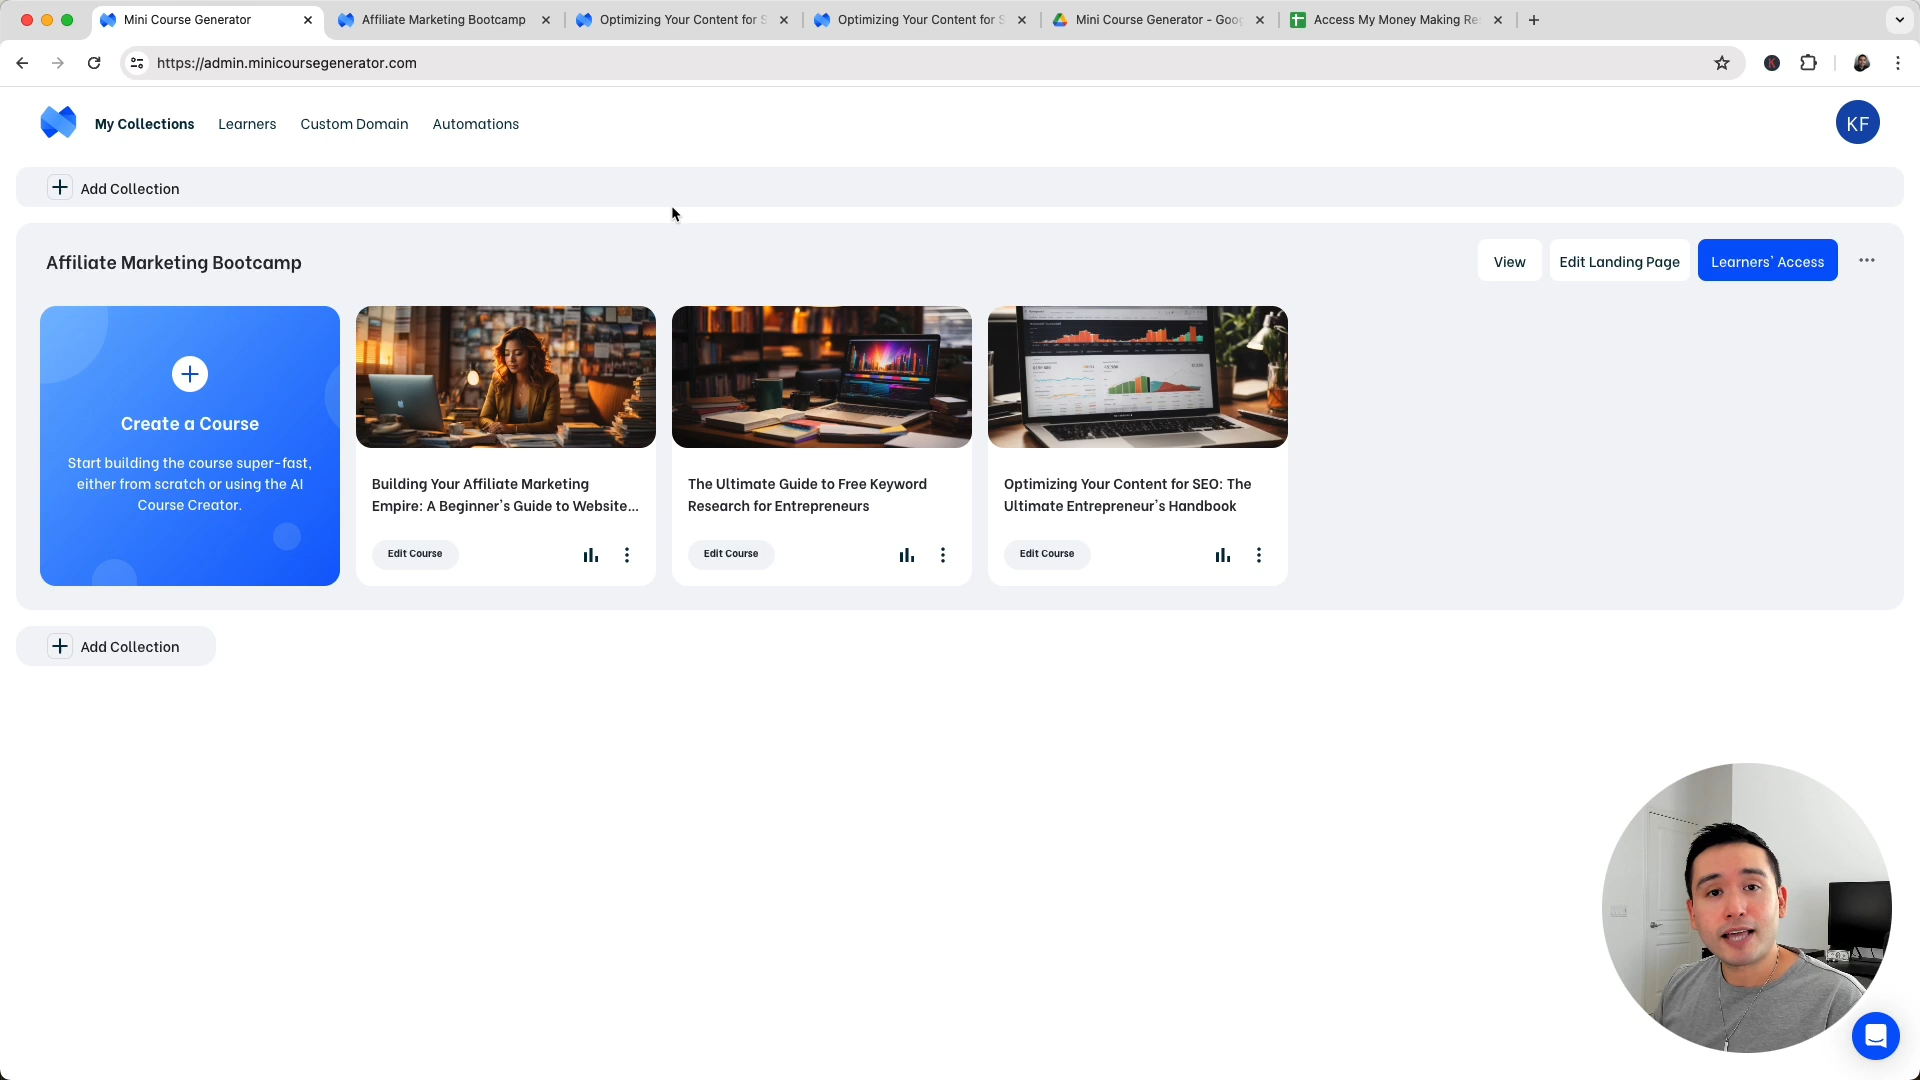 Mini Course Generator
Affiliate Marketing Bootcamp
Optimizing Your Content for S
Optimizing Your Content for S
Mini Course Generator - Goog
Access My Money Making Re
https://admin.minicoursegenerator.com
My Collections
Learners
Custom Domain
Automations
KF
Add Collection
Affiliate Marketing Bootcamp
View
Edit Landing Page
Learners' Access
Create a Course
Start building the course super-fast,
either from scratch or using the AI
Course Creator.
Building Your Affiliate Marketing
Empire: A Beginner's Guide to Website...
Edit Course
The Ultimate Guide to Free Keyword
Research for Entrepreneurs
Edit Course
Optimizing Your Content for SEO: The
Ultimate Entrepreneur's Handbook
Edit Course
Add Collection